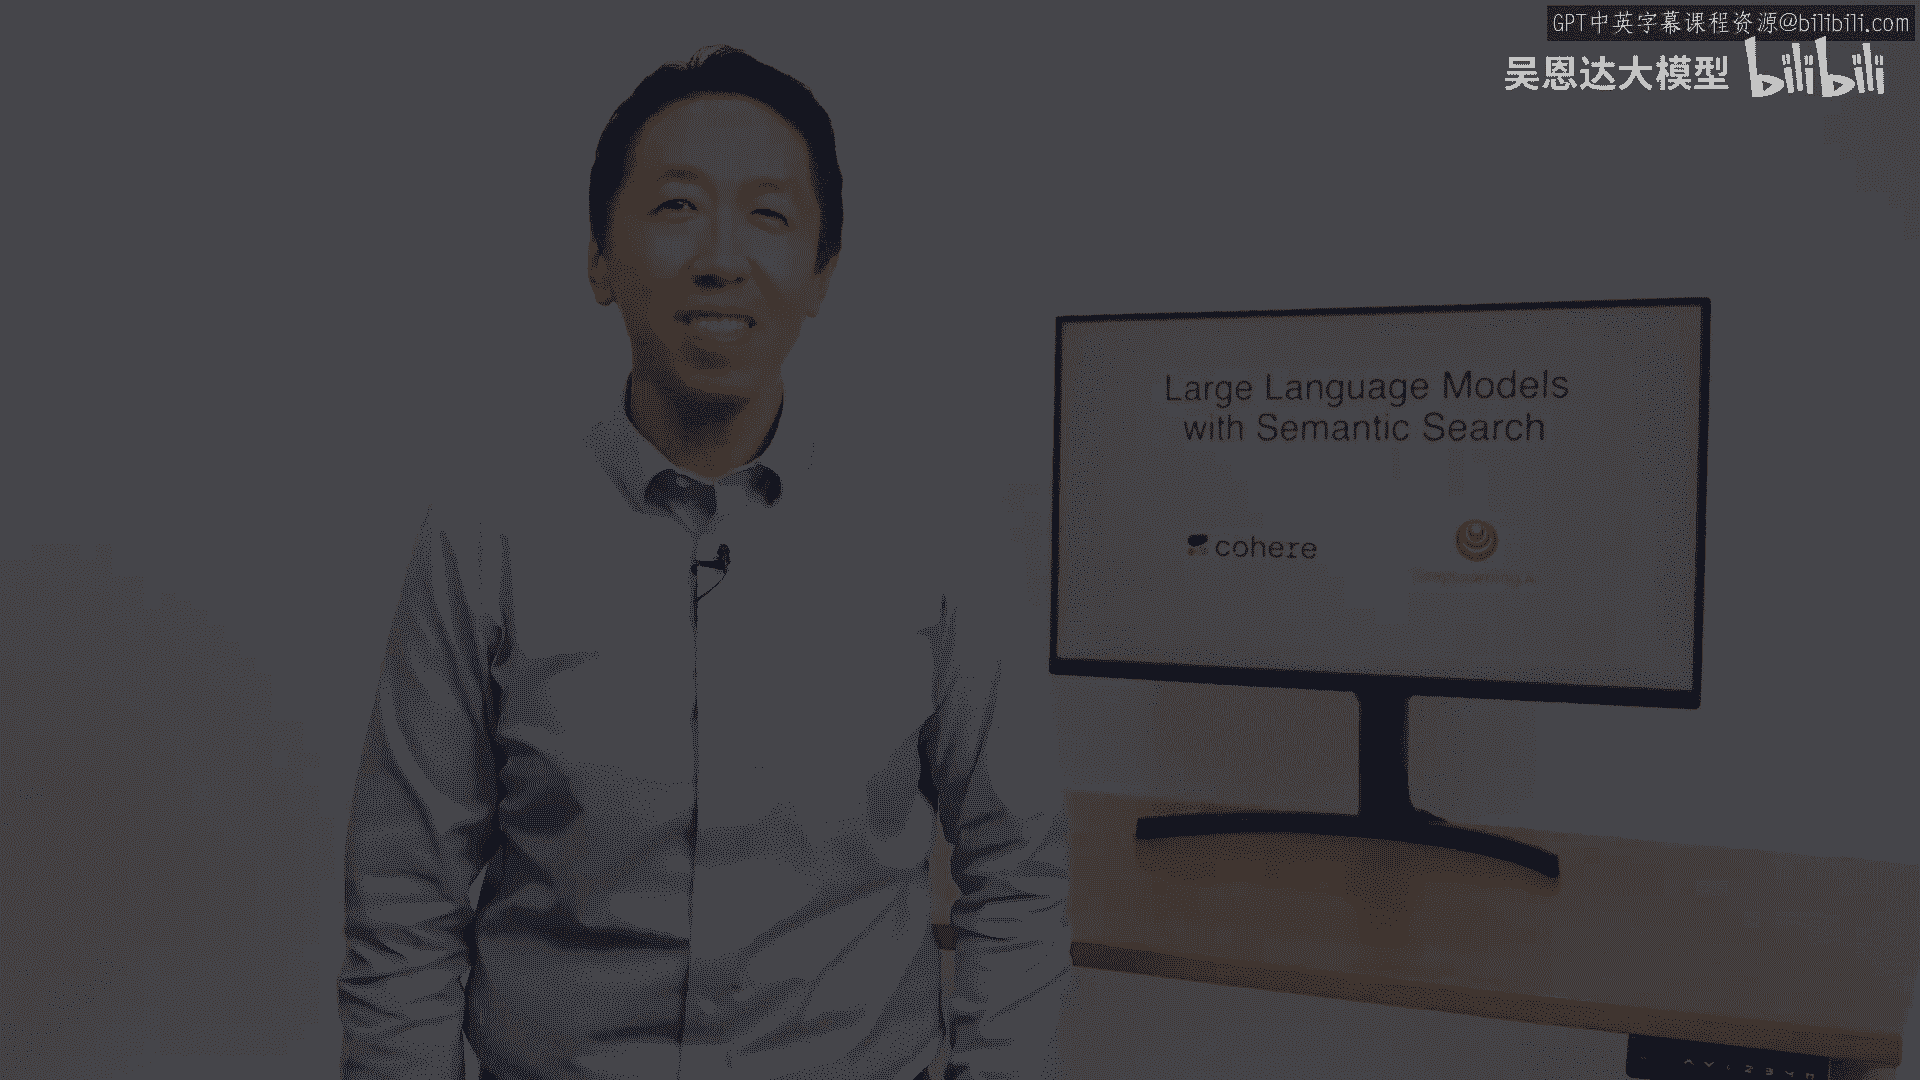 GPT中英字幕课程资源@bilibili.com
吴恩达大模型 bilibili
Large Language Models
with Semantic Search
cohere